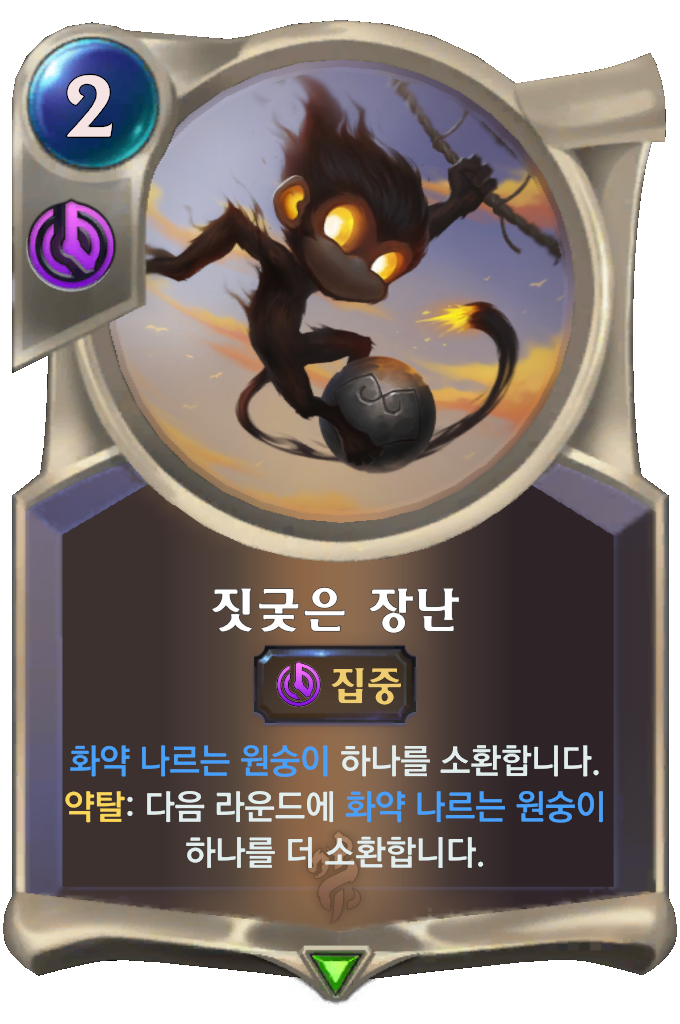 2
짓궂은 장난
집중
화약 나르는 원숭이 하나를 소환합니다.
약탈: 다음 라운드에 화약 나르는 원숭이
하나를 더 소환합니다.